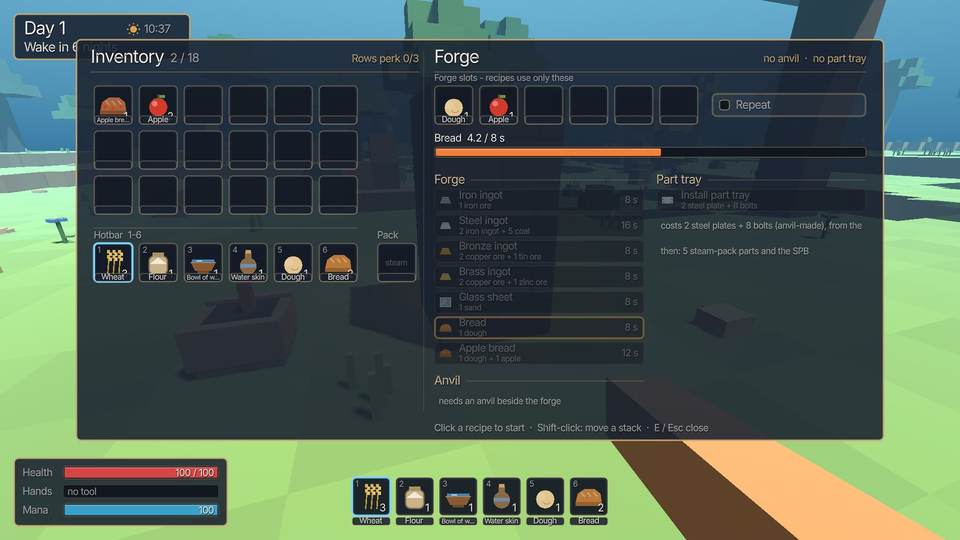 Day 1
10:37
Wake in 6 nights
Inventory 2 / 18
Rows perk 0/3
Apple bre... 1
Apple 2
Hotbar 1-6
Pack
1 Wheat 3
2 Flour 1
3 Bowl of w... 1
4 Water skin 1
5 Dough 1
6 Bread 2
steam
Forge
no anvil · no part tray
Forge slots - recipes use only these
Dough 1
Apple 1
Repeat
Bread 4.2 / 8 s
Forge
Iron ingot 8 s
1 iron ore
Steel ingot 16 s
2 iron ingot + 5 coal
Bronze ingot 8 s
2 copper ore + 1 tin ore
Brass ingot 8 s
2 copper ore + 1 zinc ore
Glass sheet 8 s
1 sand
Bread 8 s
1 dough
Apple bread 12 s
1 dough + 1 apple
Part tray
Install part tray
2 steel plate + 8 bolts
costs 2 steel plates + 8 bolts (anvil-made), from the
then: 5 steam-pack parts and the SPB
Anvil
needs an anvil beside the forge
Click a recipe to start · Shift-click: move a stack · E / Esc close
Health 100 / 100
Hands no tool
Mana 100
1 Wheat 3
2 Flour 1
3 Bowl of w... 1
4 Water skin 1
5 Dough 1
6 Bread 2